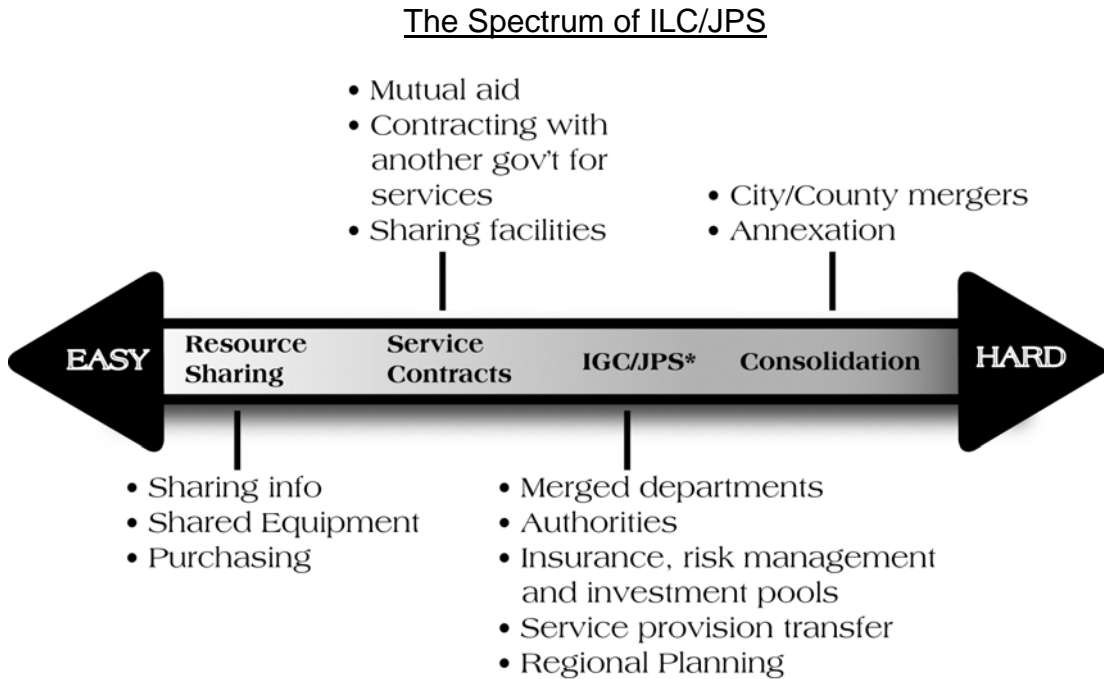 The Spectrum of ILC/JPS
• Mutual aid
• Contracting with
another gov't for
services
• Sharing facilities
• City/County mergers
• Annexation
EASY
Resource
Sharing
Service
Contracts
IGC/JPS*
Consolidation
HARD
• Sharing info
• Shared Equipment
• Purchasing
• Merged departments
• Authorities
• Insurance, risk management
and investment pools
• Service provision transfer
• Regional Planning